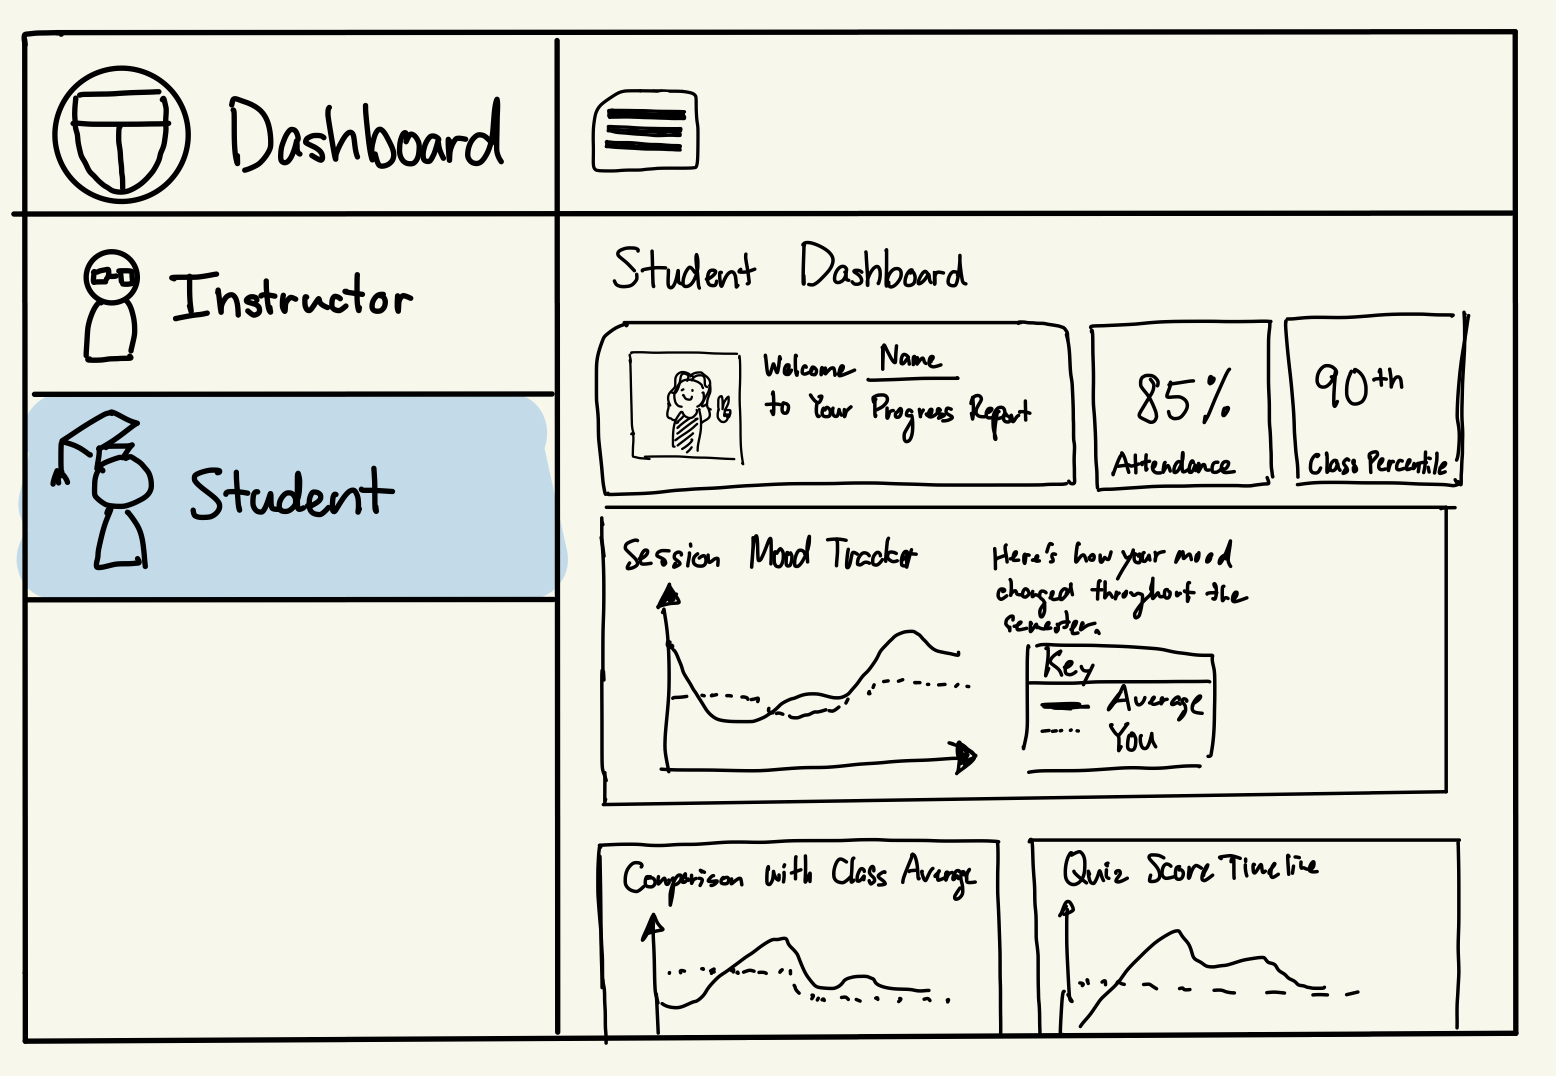 Dashboard
Instructor
Student
Student Dashboard
Welcome Name
to Your Progress Report
85%
Attendance
90th
Class Percentile
Session Mood Tracker
Here's how your mood
changed throughout the
semester.
Key
Average
You
Comparison with Class Average
Quiz Score Timeline